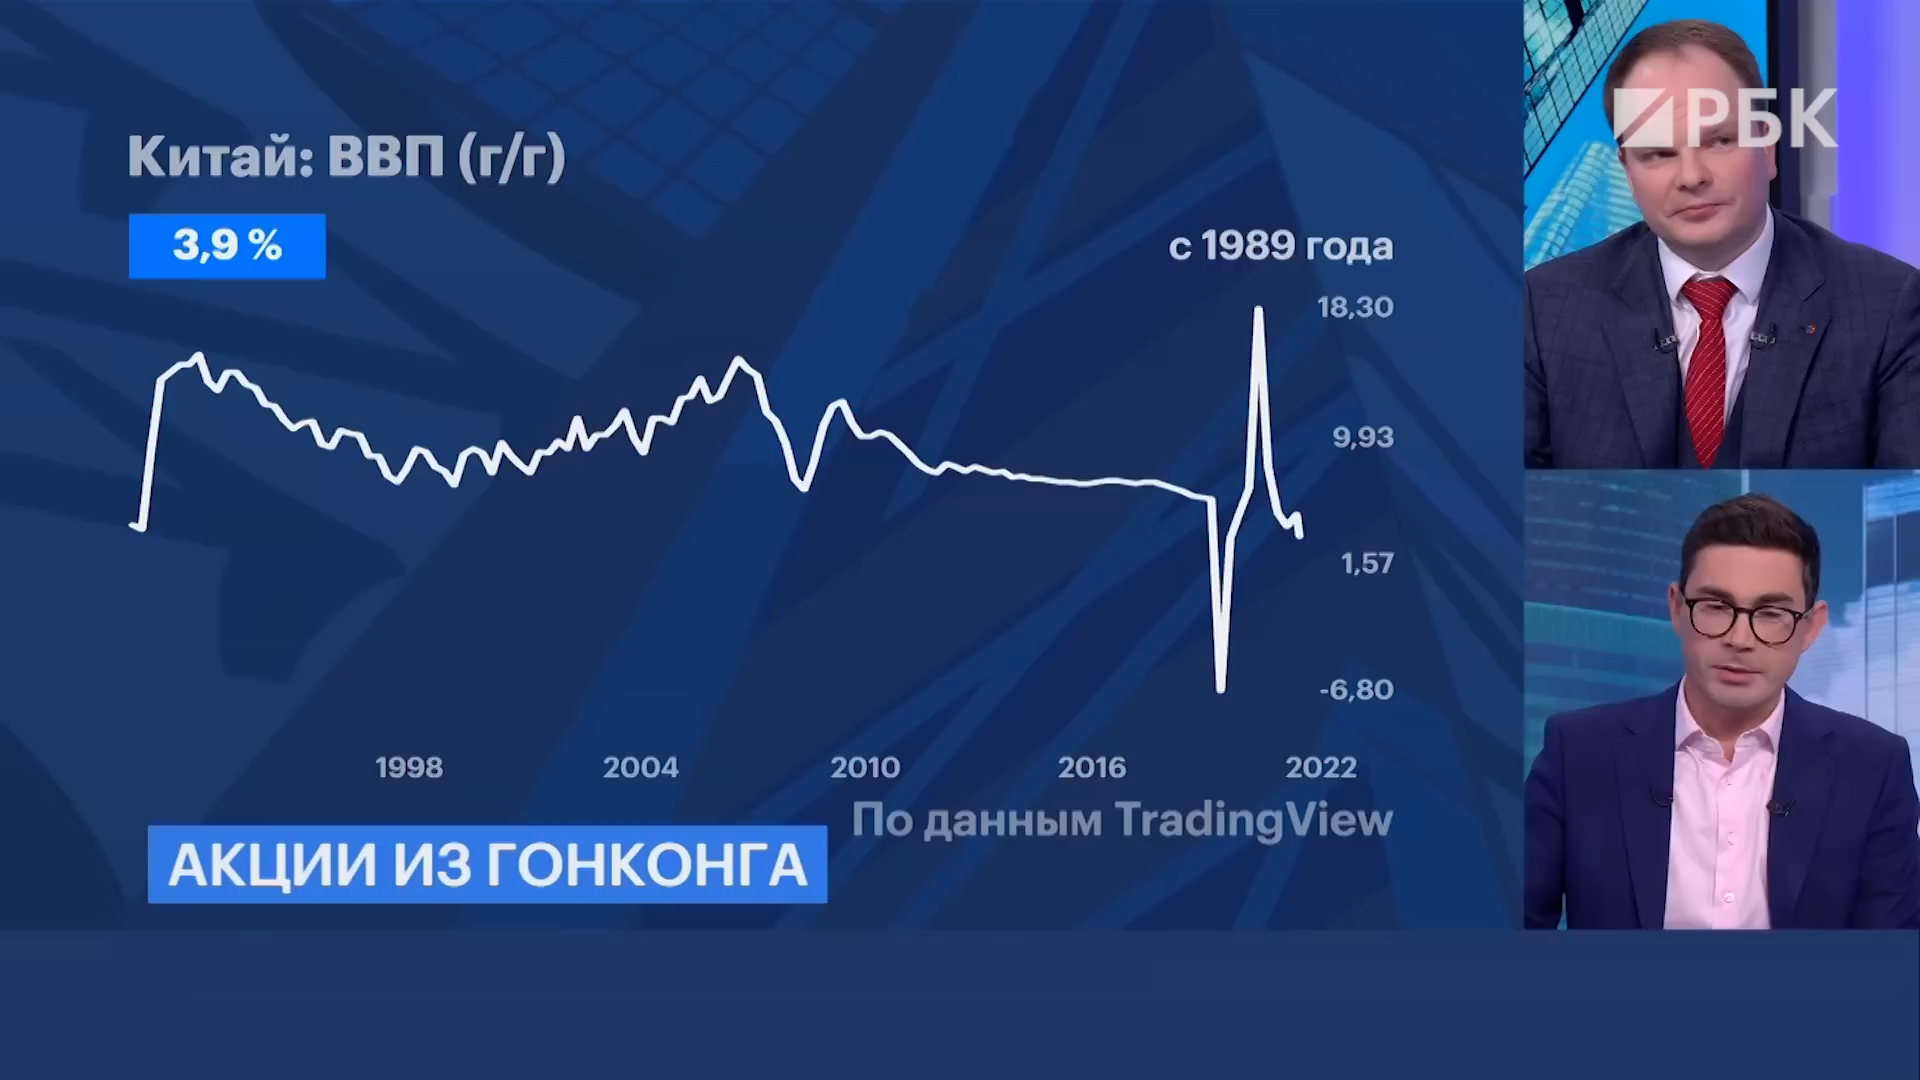 РБК
Китай: ВВП (г/г)
3,9 %
с 1989 года
18,30
9,93
1,57
-6,80
1998 2004 2010 2016 2022
По данным TradingView
АКЦИИ ИЗ ГОНКОНГА